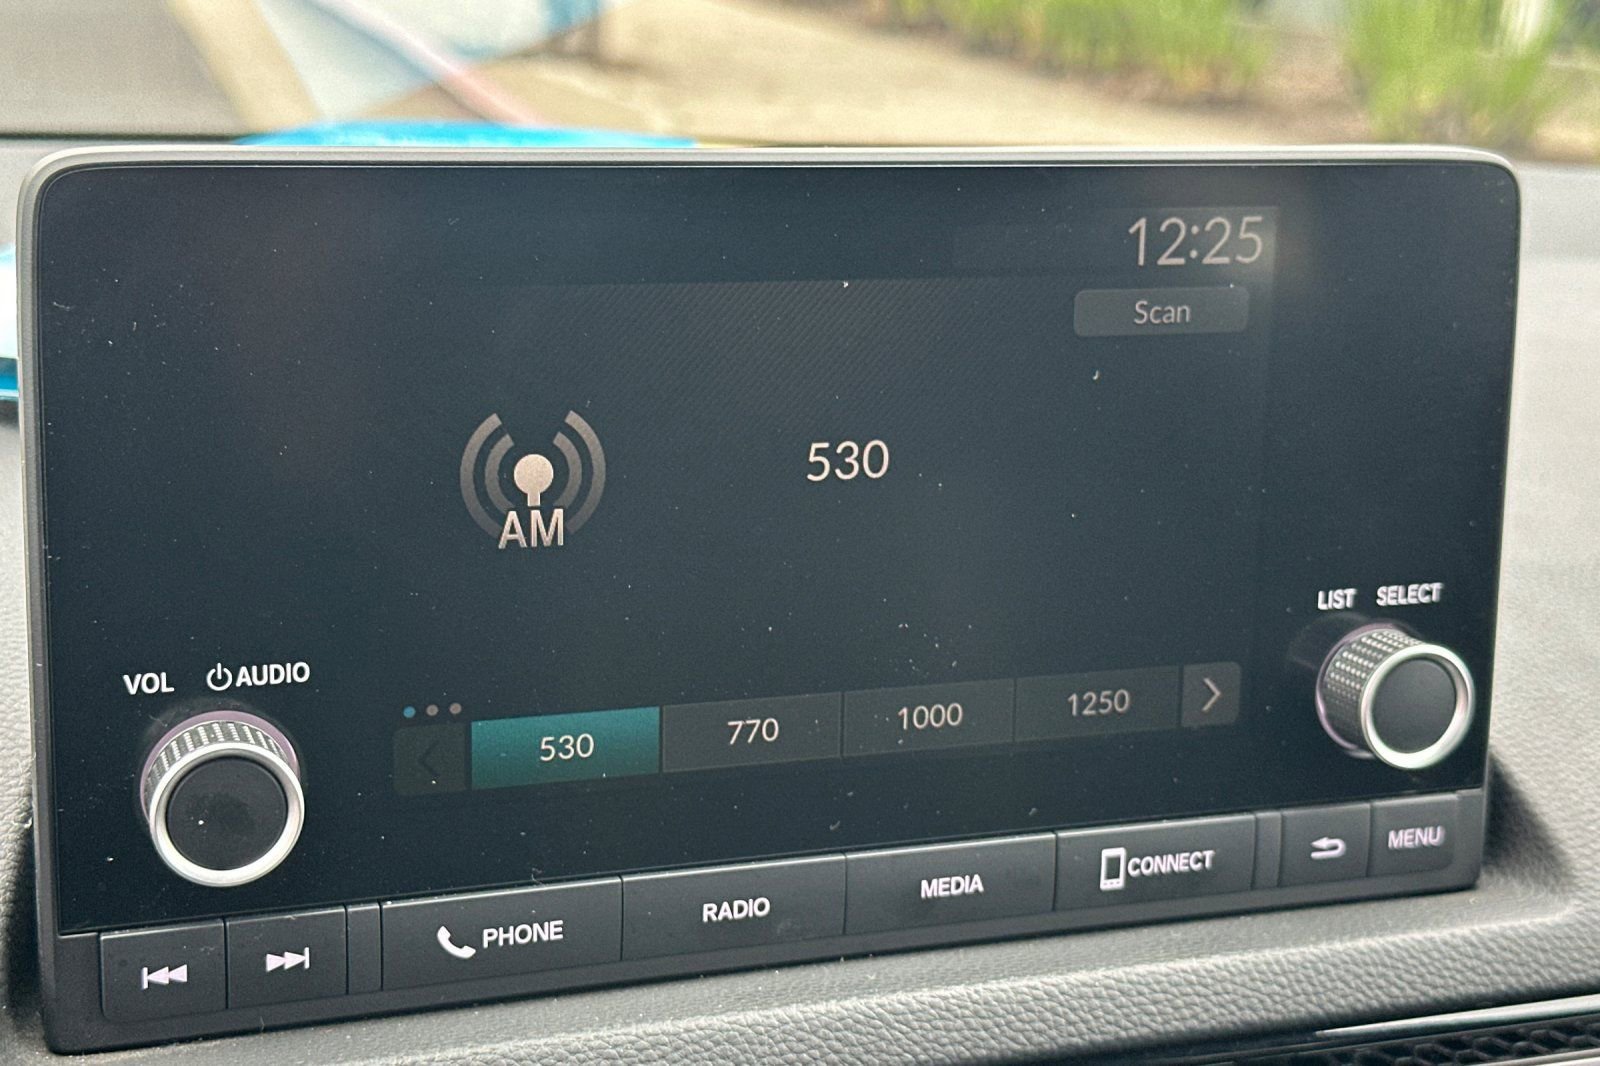 12:25
Scan
530
AM
LIST SELECT
VOL AUDIO
530 770 1000 1250
PHONE RADIO MEDIA CONNECT MENU